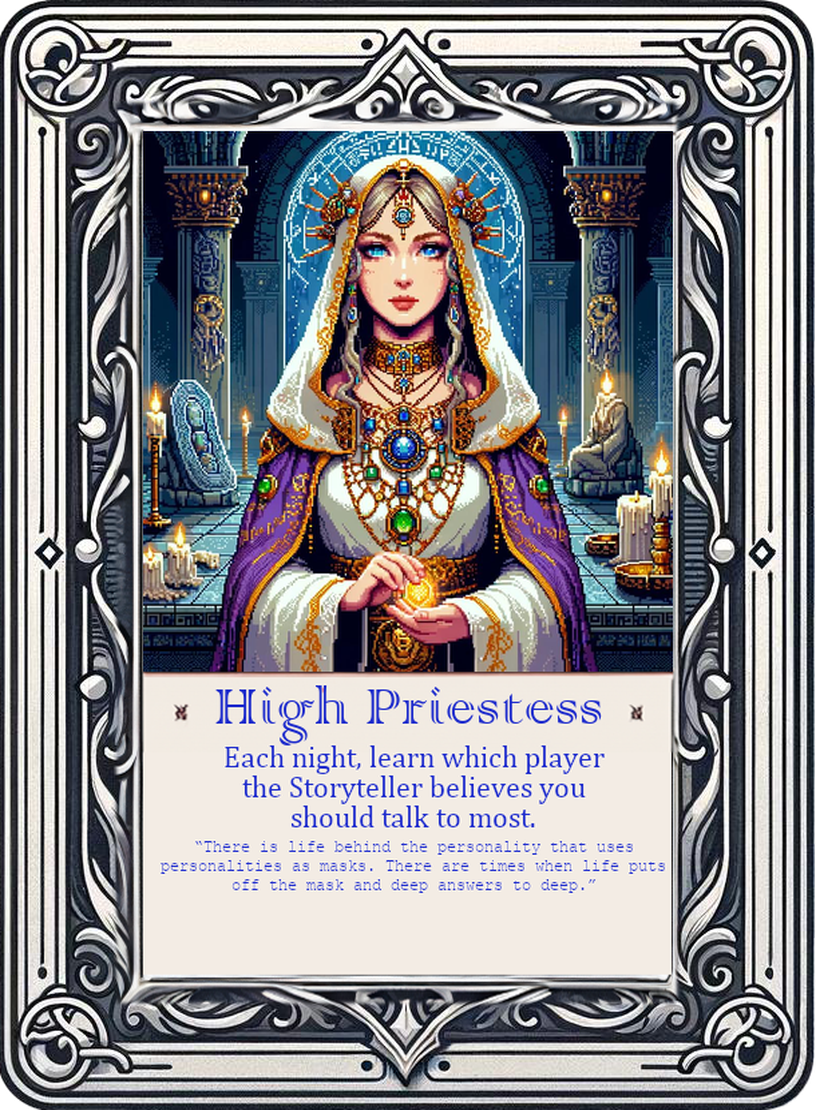 High Priestess
Each night, learn which player
the Storyteller believes you
should talk to most.
“There is life behind the personality that uses
personalities as masks. There are times when life puts
off the mask and deep answers to deep.”